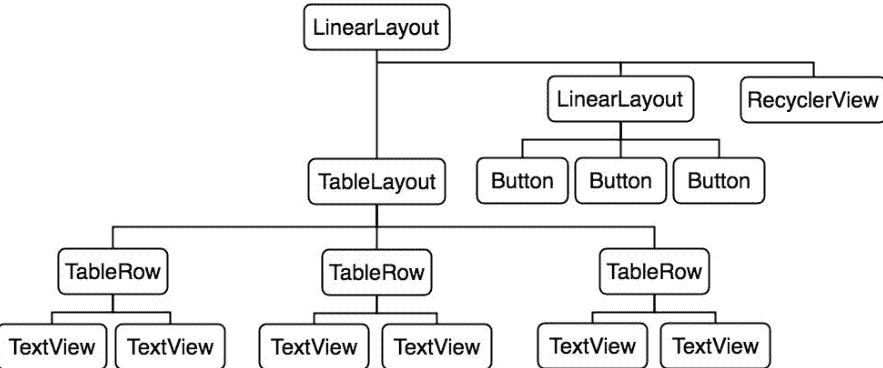 LinearLayout
LinearLayout RecyclerView
TableLayout Button Button Button
TableRow TableRow TableRow
TextView TextView TextView TextView TextView TextView